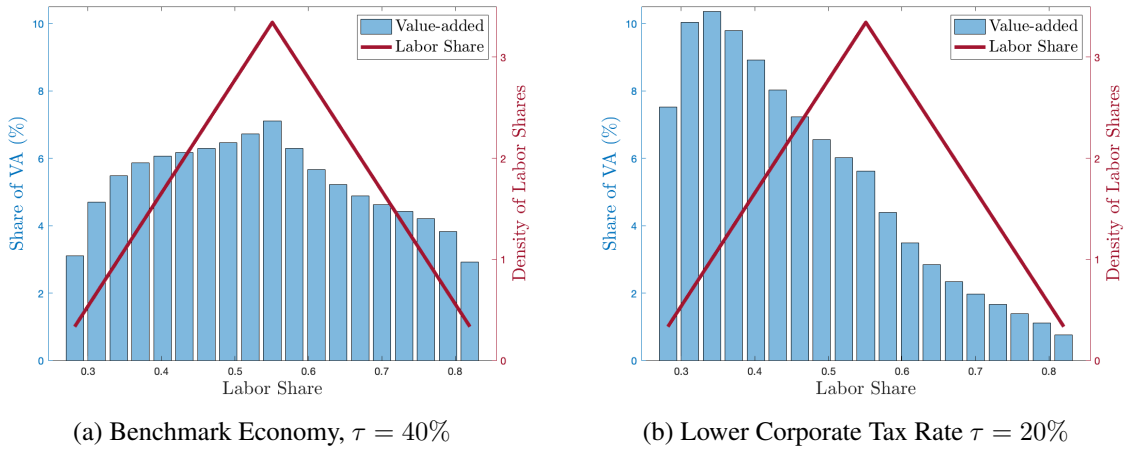 Value-added
Labor Share
Share of VA (%)
10
8
6
4
2
0
0.3 0.4 0.5 0.6 0.7 0.8
Labor Share
3
2
1
0
Density of Labor Shares
(a) Benchmark Economy, τ = 40%
Value-added
Labor Share
Share of VA (%)
10
8
6
4
2
0
0.3 0.4 0.5 0.6 0.7 0.8
Labor Share
3
2
1
0
Density of Labor Shares
(b) Lower Corporate Tax Rate τ = 20%